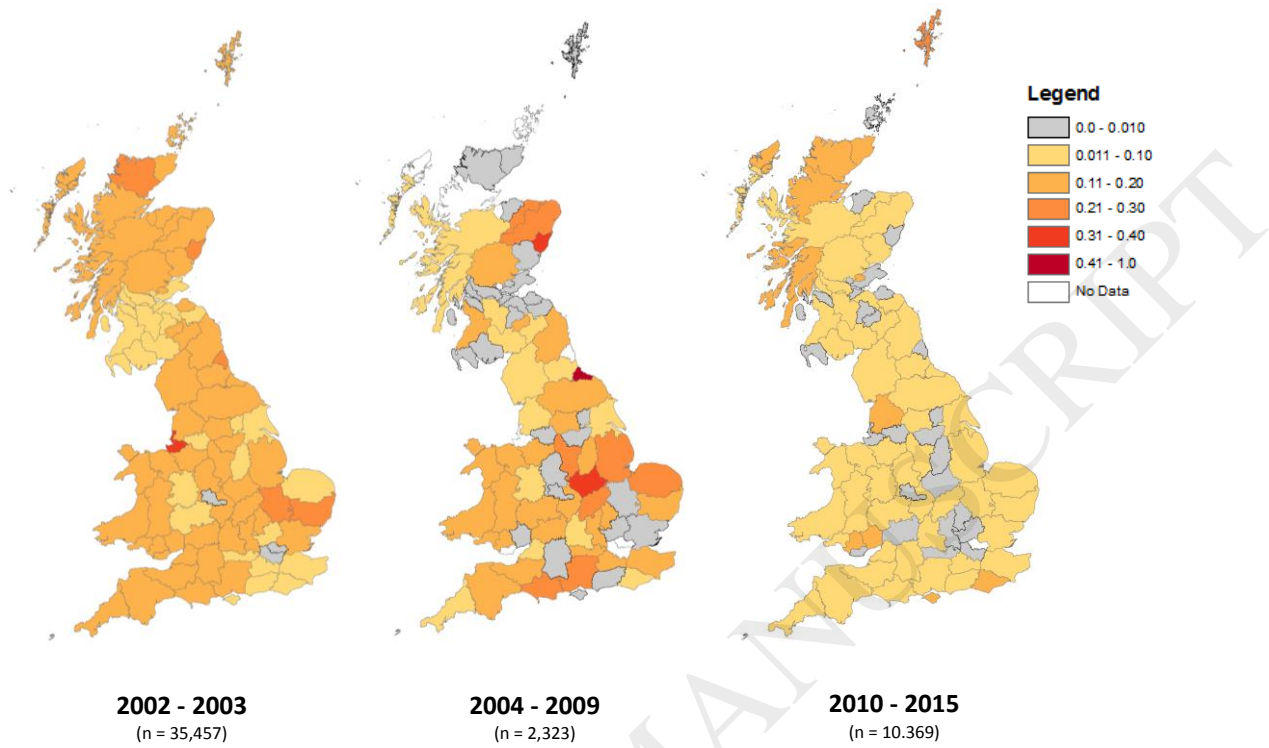 Legend
0.0 - 0.010
0.011 - 0.10
0.11 - 0.20
0.21 - 0.30
0.31 - 0.40
0.41 - 1.0
No Data
MANUSCRIPT
2002 - 2003
(n = 35,457)
2004 - 2009
(n = 2,323)
2010 - 2015
(n = 10.369)